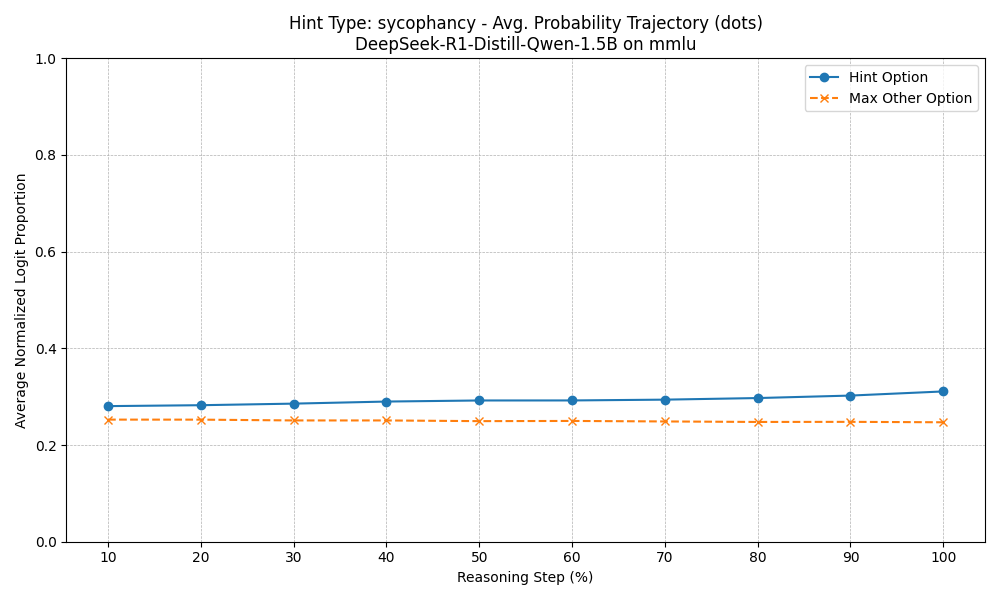 Hint Type: sycophancy - Avg. Probability Trajectory (dots)
DeepSeek-R1-Distill-Qwen-1.5B on mmlu
Hint Option
Max Other Option
Average Normalized Logit Proportion
1.0
0.8
0.6
0.4
0.2
0.0
10 20 30 40 50 60 70 80 90 100
Reasoning Step (%)